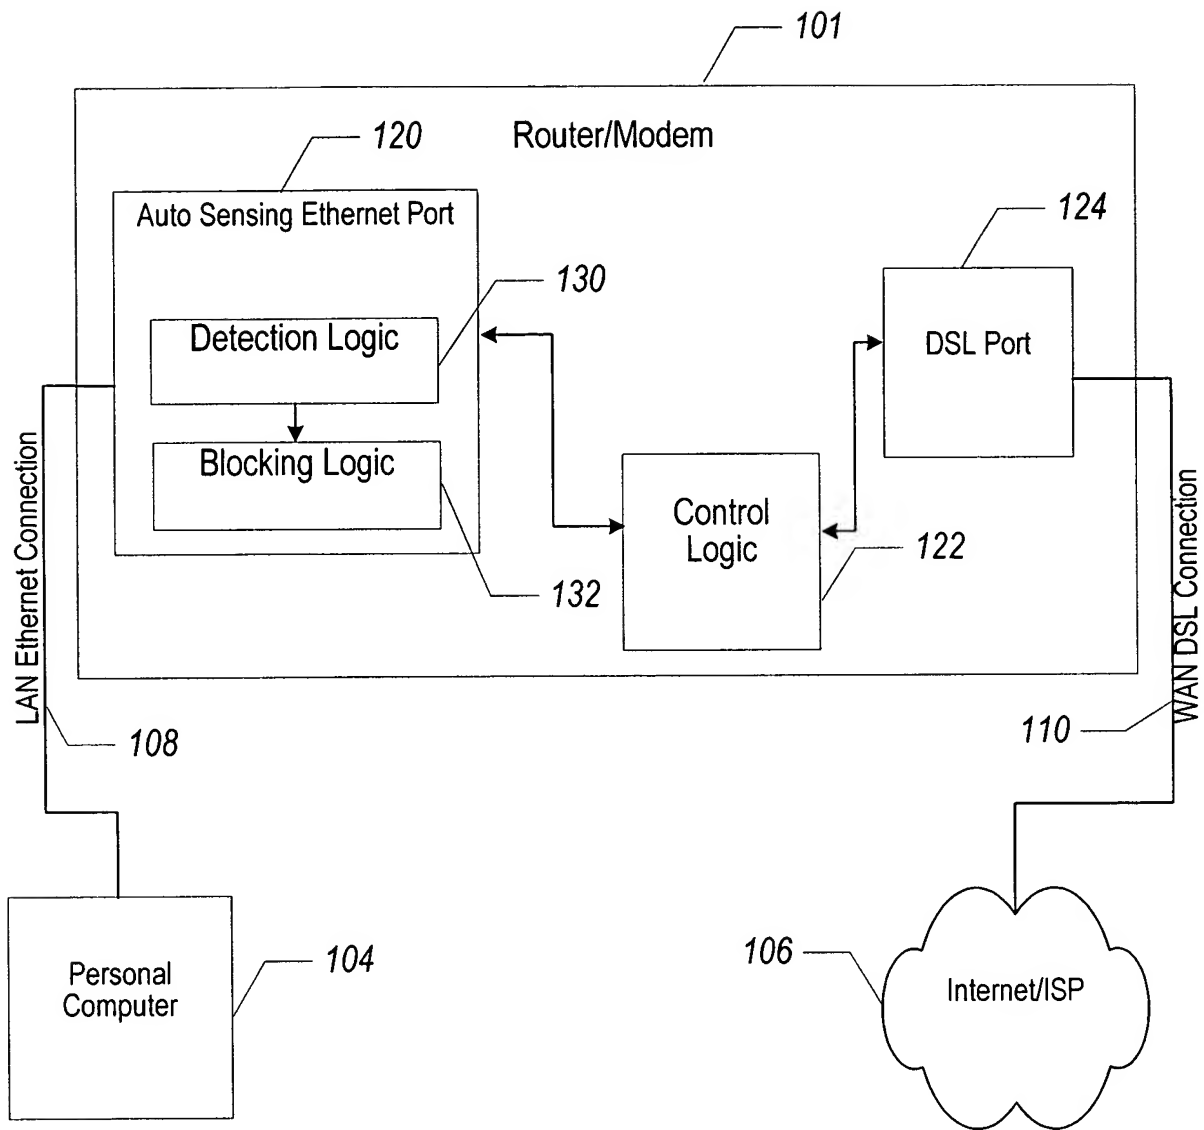 101
Router/Modem
120
Auto Sensing Ethernet Port
124
130
Detection Logic
DSL Port
Blocking Logic
Control
Logic
122
132
LAN Ethernet Connection
WAN DSL Connection
108
110
Personal
Computer
104
106
Internet/ISP